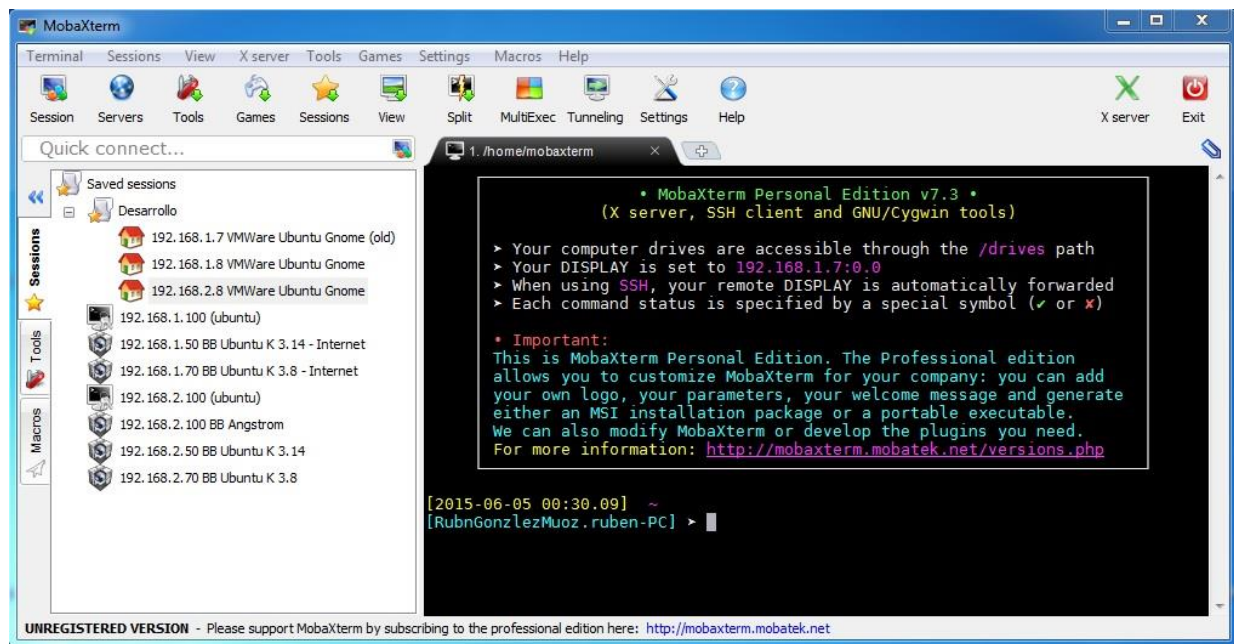 MobaXterm
Terminal Sessions View X server Tools Games Settings Macros Help
Session Servers Tools Games Sessions View Split MultiExec Tunneling Settings Help X server Exit
Quick connect...
1. /home/mobaxterm
Sessions
Tools
Macros
Saved sessions
Desarrollo
192.168.1.7 VMWare Ubuntu Gnome (old)
192.168.1.8 VMWare Ubuntu Gnome
192.168.2.8 VMWare Ubuntu Gnome
192.168.1.100 (ubuntu)
192.168.1.50 BB Ubuntu K 3.14 - Internet
192.168.1.70 BB Ubuntu K 3.8 - Internet
192.168.2.100 (ubuntu)
192.168.2.100 BB Angstrom
192.168.2.50 BB Ubuntu K 3.14
192.168.2.70 BB Ubuntu K 3.8
• MobaXterm Personal Edition v7.3 •
(X server, SSH client and GNU/Cygwin tools)
➤ Your computer drives are accessible through the /drives path
➤ Your DISPLAY is set to 192.168.1.7:0.0
➤ When using SSH, your remote DISPLAY is automatically forwarded
➤ Each command status is specified by a special symbol (✔ or ✘)
• Important:
This is MobaXterm Personal Edition. The Professional edition
allows you to customize MobaXterm for your company: you can add
your own logo, your parameters, your welcome message and generate
either an MSI installation package or a portable executable.
We can also modify MobaXterm or develop the plugins you need.
For more information: http://mobaxterm.mobatek.net/versions.php
[2015-06-05 00:30.09] ~
[RubnGonzlezMuoz.ruben-PC] ➤
UNREGISTERED VERSION - Please support MobaXterm by subscribing to the professional edition here: http://mobaxterm.mobatek.net